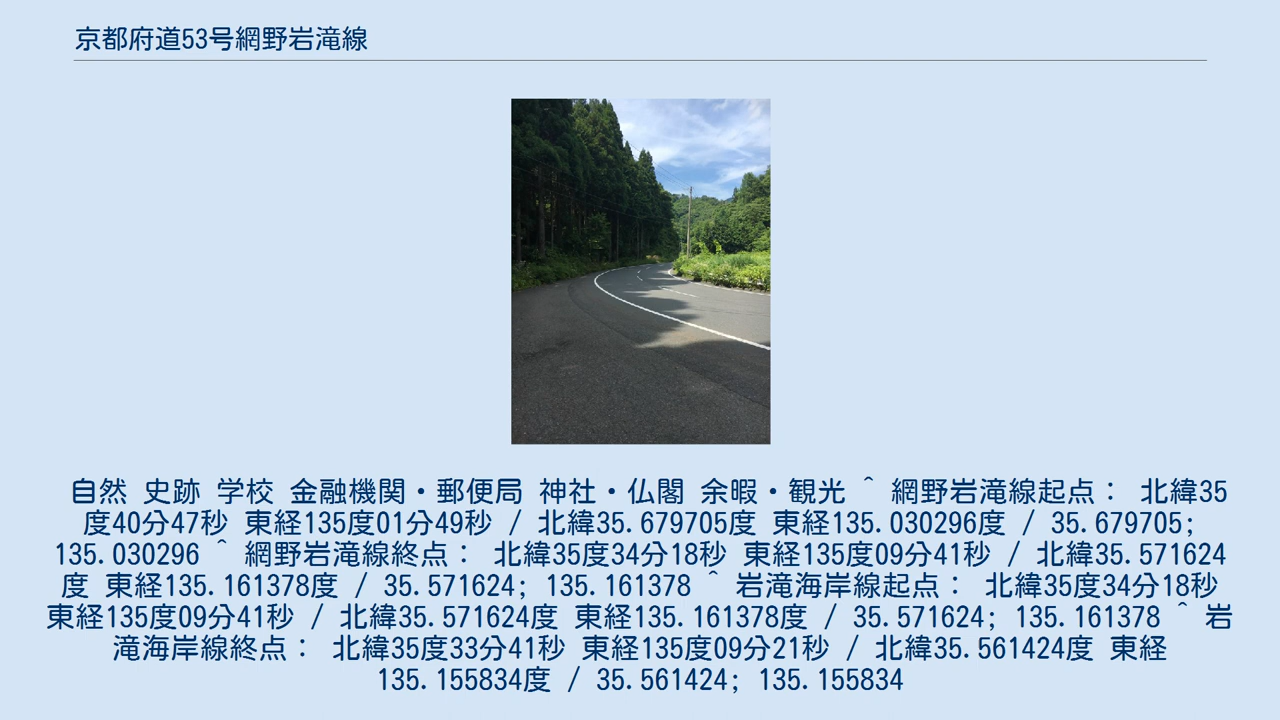 京都府道53号網野岩滝線
自然 史跡 学校 金融機関・郵便局 神社・仏閣 余暇・観光 ^ 網野岩滝線起点： 北緯35
度40分47秒 東経135度01分49秒 / 北緯35.679705度 東経135.030296度 / 35.679705;
135.030296 ^ 網野岩滝線終点： 北緯35度34分18秒 東経135度09分41秒 / 北緯35.571624
度 東経135.161378度 / 35.571624; 135.161378 ^ 岩滝海岸線起点： 北緯35度34分18秒
東経135度09分41秒 / 北緯35.571624度 東経135.161378度 / 35.571624; 135.161378 ^ 岩
滝海岸線終点： 北緯35度33分41秒 東経135度09分21秒 / 北緯35.561424度 東経
135.155834度 / 35.561424; 135.155834